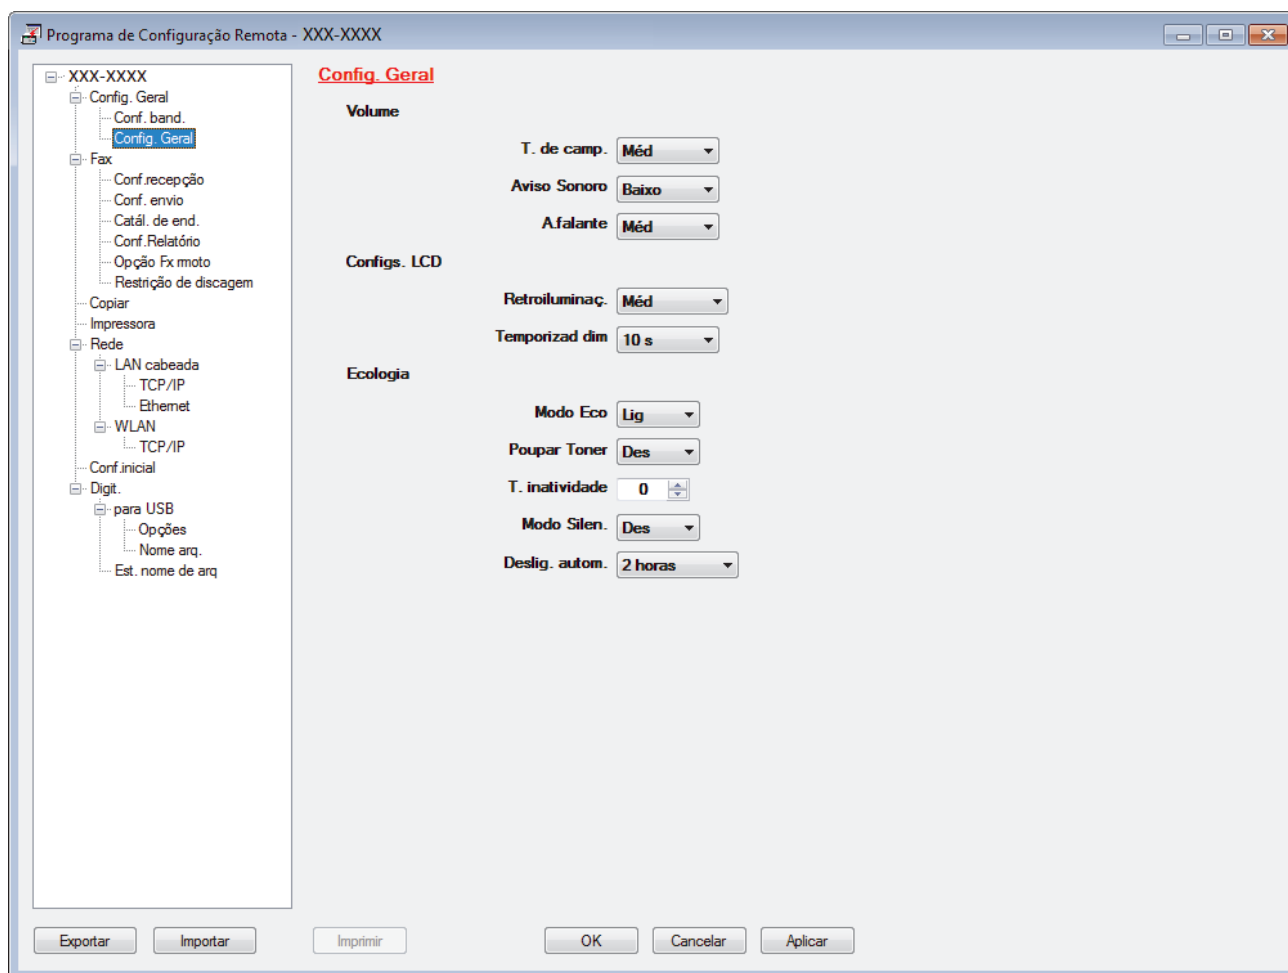 Programa de Configuração Remota - XXX-XXXX
XXX-XXXX
Config. Geral
Conf. band.
Config. Geral
Fax
Conf.recepção
Conf. envio
Catál. de end.
Conf.Relatório
Opção Fx rmoto
Restrição de discagem
Copiar
Impressora
Rede
LAN cabeada
TCP/IP
Ethernet
WLAN
TCP/IP
Conf.inicial
Digit.
para USB
Opções
Nome arq.
Est. nome de arq
Config. Geral
Volume
T. de camp. Méd
Aviso Sonoro Baixo
A.falante Méd
Configs. LCD
Retroiluminaç. Méd
Temporizad dim 10 s
Ecologia
Modo Eco Lig
Poupar Toner Des
T. inatividade 0
Modo Silen. Des
Deslig. autom. 2 horas
Exportar Importar Imprimir OK Cancelar Aplicar